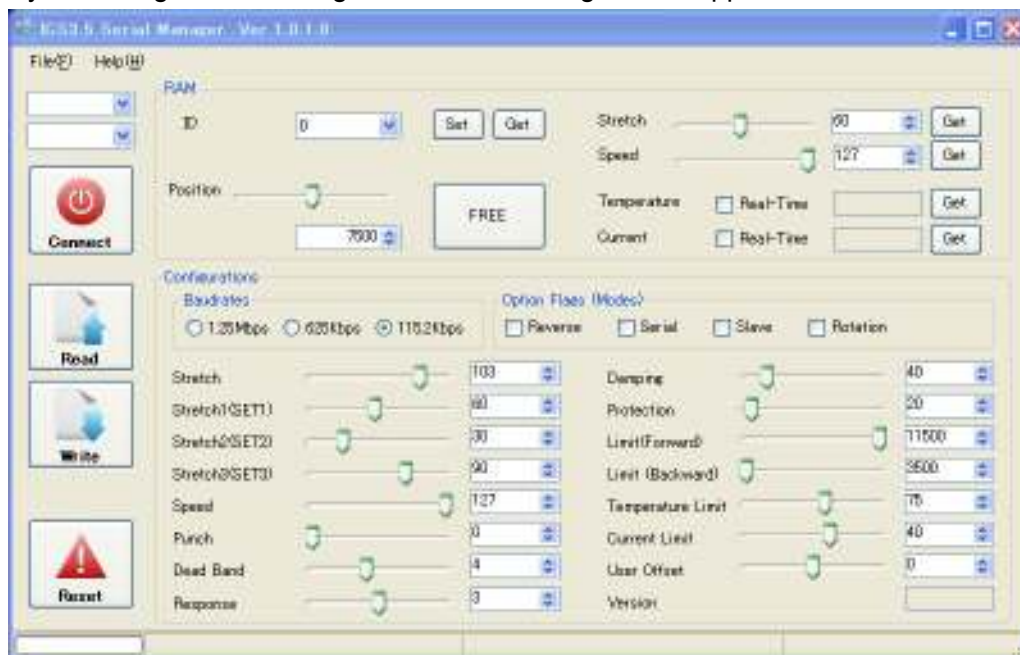 ICS3.5 Serial Manager. Ver 1.0.1.0
File(F) Help(H)
RAM
ID 0 Set Get
Stretch 60 Get
Speed 127 Get
Position 7500 FREE
Temperature Real-Time Get
Current Real-Time Get
Connect
Read
Write
Reset
Configurations
Baudrates
1.25Mbps 625Kbps 115.2Kbps
Option Flags (Modes)
Reverse Serial Slave Rotation
Stretch 103
Stretch1(SET1) 60
Stretch2(SET2) 30
Stretch3(SET3) 90
Speed 127
Punch 0
Dead Band 4
Response 3
Damping 40
Protection 20
Limit(Forward) 11500
Limit (Backward) 3500
Temperature Limit 75
Current Limit 40
User Offset 0
Version